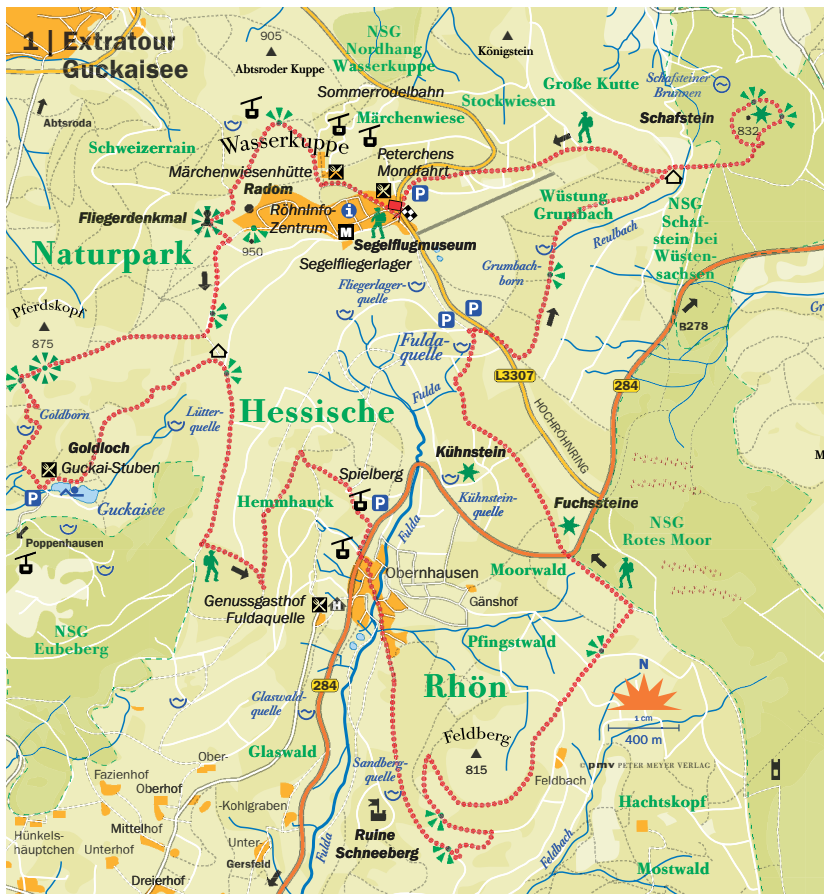 1 | Extratour
Guckaisee
905
Abtsroder Kuppe
NSG
Nordhang
Wasserkuppe
Königstein
Sommerrodelbahn
Große Kutte
Schafsteiner
Brunnen
Stockwiesen
Märchenwiese
Schafstein
832
Abtsroda
Schweizerrain
Wasserkuppe
Märchenwiesenhütte
Peterchens
Mondfahrt
P
Radom
Fliegerdenkmal
Röhninfo-
Zentrum
i
M
Segelflugmuseum
950
Segelfliegerlager
Wüstung
Grumbach
Reulbach
NSG
Schaf-
stein bei
Wüsten-
sachsen
Naturpark
Grumbach-
born
Fliegerlager-
quelle
Pferdskopf
875
P
P
B278
Gr
Fulda-
quelle
L3307
284
Fulda
HOCHRÖHNRING
Goldborn
Lütter-
quelle
Hessische
Goldloch
Guckai-Stuben
P
Guckaisee
Kühnstein
Spielberg
P
Kühnstein-
quelle
Hemmhauck
Fuchssteine
Fulda
NSG
Rotes Moor
M
Poppenhausen
Moorwald
Obernhausen
Gänshof
Genussgasthof
Fuldaquelle
H
NSG
Eubeberg
Pfingstwald
Rhön
284
N
1 cm
400 m
Glaswald-
quelle
Feldberg
815
Glaswald
© pmv PETER MEYER VERLAG
Ober-
Sandberg-
quelle
Feldbach
Fazienhof
Oberhof
-Kohlgraben
Hachtskopf
Hünkels-
häuptchen
Mittelhof
Unterhof
Unter-
Gersfeld
Ruine
Schneeberg
Fulda
Feldbach
Dreierhof
Mostwald